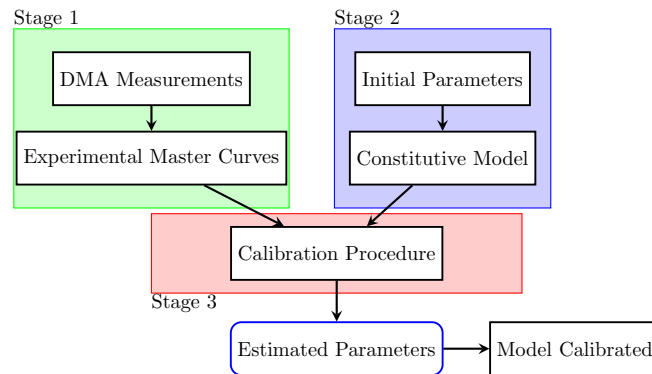 Stage 1
Stage 2
DMA Measurements
Initial Parameters
Experimental Master Curves
Constitutive Model
Calibration Procedure
Stage 3
Estimated Parameters
Model Calibrated